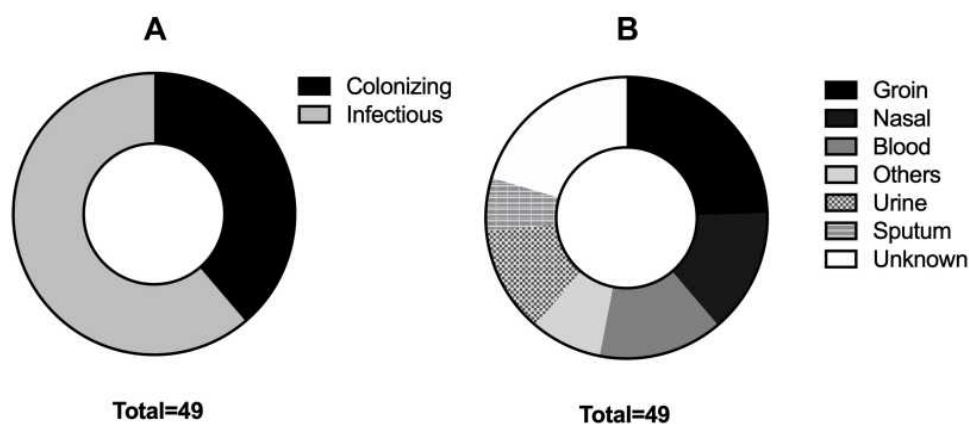 A
Colonizing
Infectious
Total=49
B
Groin
Nasal
Blood
Others
Urine
Sputum
Unknown
Total=49